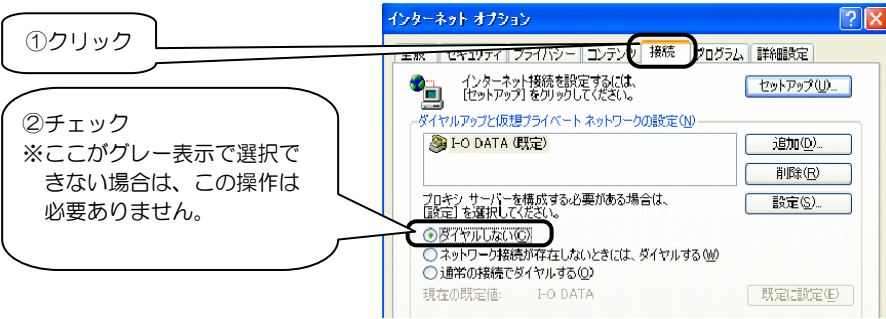 インターネット オプション
①クリック
全般 セキュリティ プライバシー コンテンツ 接続 プログラム 詳細設定
インターネット接続を設定するには、
[セットアップ] をクリックしてください。
セットアップ(U)...
②チェック
※ここがグレー表示で選択で
きない場合は、この操作は
必要ありません。
ダイヤルアップと仮想プライベート ネットワークの設定(N)
I-O DATA (既定)
追加(D)...
削除(R)
プロキシ サーバーを構成する必要がある場合は、
[設定] を選択してください。
設定(S)...
ダイヤルしない(C)
ネットワーク接続が存在しないときには、ダイヤルする(W)
通常の接続でダイヤルする(O)
現在の既定値: I-O DATA
既定に設定(E)